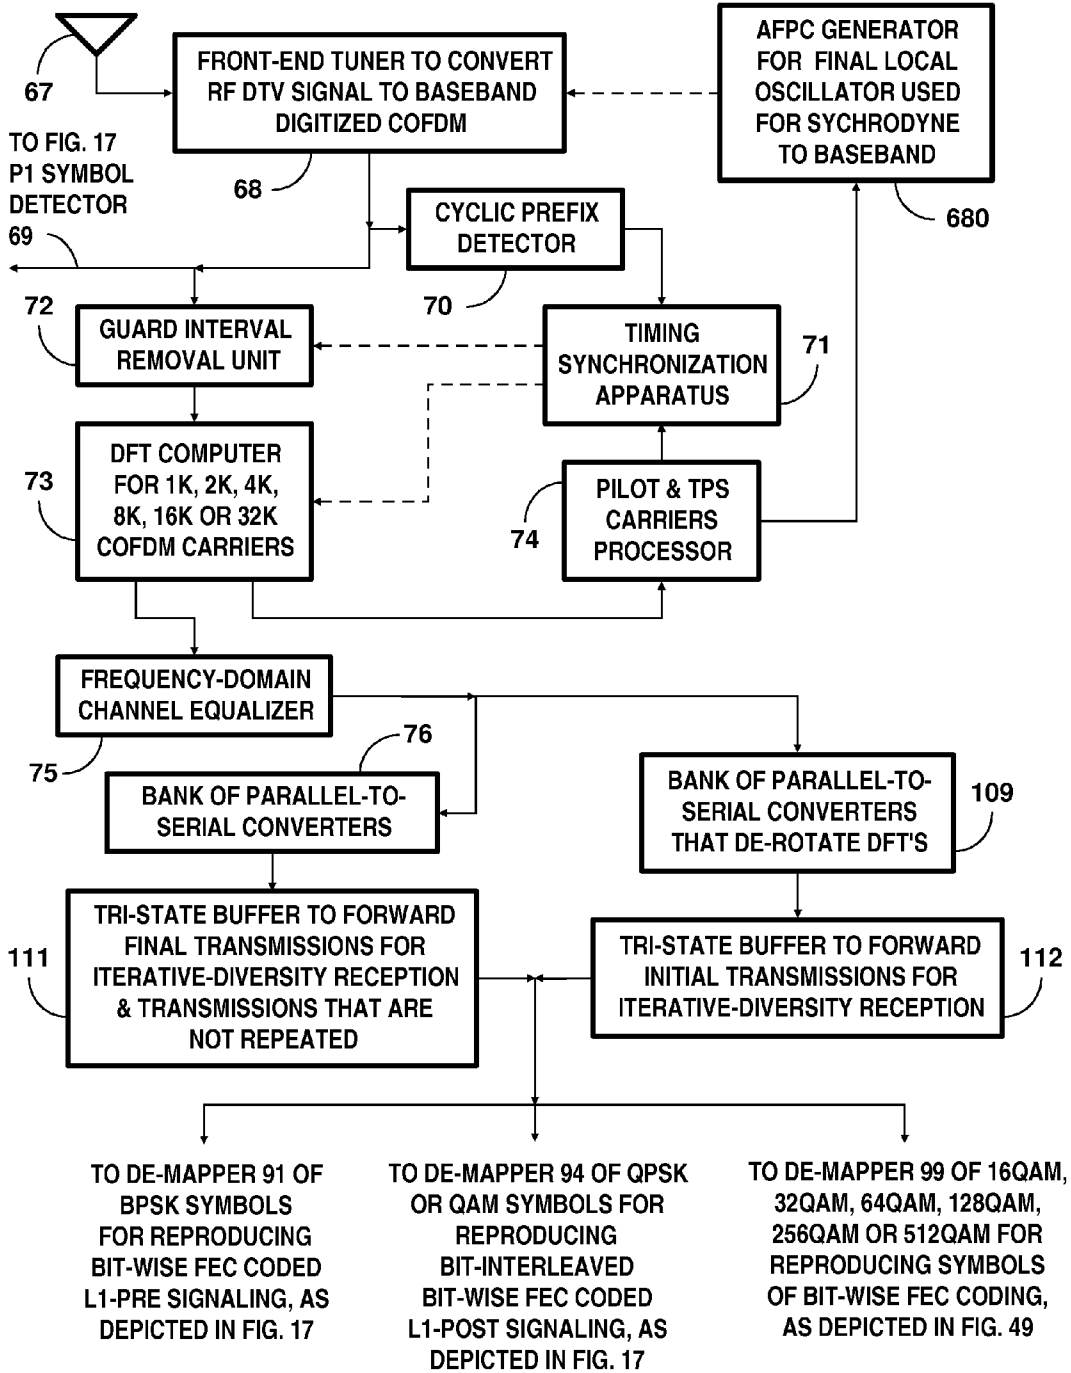 67
FRONT-END TUNER TO CONVERT
RF DTV SIGNAL TO BASEBAND
DIGITIZED COFDM
68
AFPC GENERATOR
FOR FINAL LOCAL
OSCILLATOR USED
FOR SYCHRODYNE
TO BASEBAND
680
TO FIG. 17
P1 SYMBOL
DETECTOR
69
CYCLIC PREFIX
DETECTOR
70
72
GUARD INTERVAL
REMOVAL UNIT
TIMING
SYNCHRONIZATION
APPARATUS
71
73
DFT COMPUTER
FOR 1K, 2K, 4K,
8K, 16K OR 32K
COFDM CARRIERS
74
PILOT & TPS
CARRIERS
PROCESSOR
FREQUENCY-DOMAIN
CHANNEL EQUALIZER
75
76
BANK OF PARALLEL-TO-
SERIAL CONVERTERS
BANK OF PARALLEL-TO-
SERIAL CONVERTERS
THAT DE-ROTATE DFT'S
109
111
TRI-STATE BUFFER TO FORWARD
FINAL TRANSMISSIONS FOR
ITERATIVE-DIVERSITY RECEPTION
& TRANSMISSIONS THAT ARE
NOT REPEATED
TRI-STATE BUFFER TO FORWARD
INITIAL TRANSMISSIONS FOR
ITERATIVE-DIVERSITY RECEPTION
112
TO DE-MAPPER 91 OF
BPSK SYMBOLS
FOR REPRODUCING
BIT-WISE FEC CODED
L1-PRE SIGNALING, AS
DEPICTED IN FIG. 17
TO DE-MAPPER 94 OF QPSK
OR QAM SYMBOLS FOR
REPRODUCING
BIT-INTERLEAVED
BIT-WISE FEC CODED
L1-POST SIGNALING, AS
DEPICTED IN FIG. 17
TO DE-MAPPER 99 OF 16QAM,
32QAM, 64QAM, 128QAM,
256QAM OR 512QAM FOR
REPRODUCING SYMBOLS
OF BIT-WISE FEC CODING,
AS DEPICTED IN FIG. 49